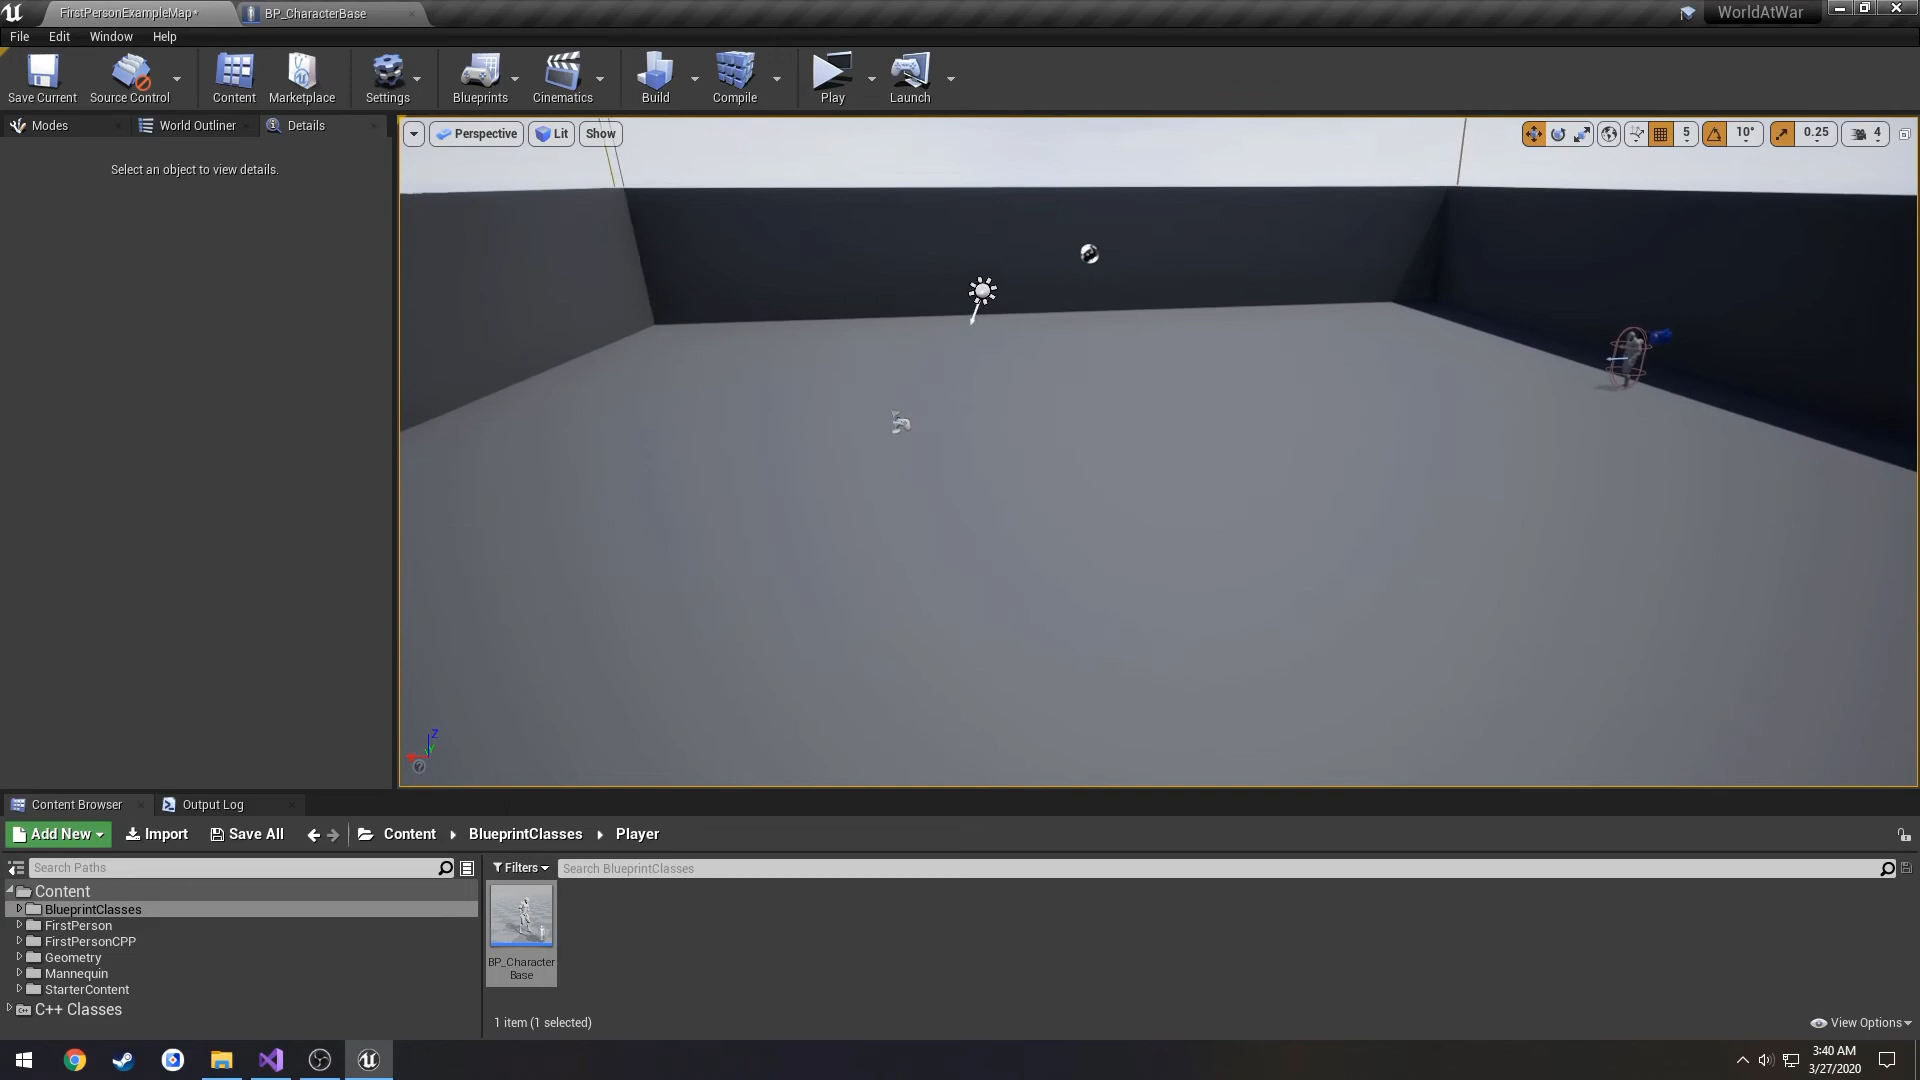 FirstPersonExampleMap*
BP_CharacterBase
WorldAtWar
File Edit Window Help
Save Current
Source Control
Content
Marketplace
Settings
Blueprints
Cinematics
Build
Compile
Play
Launch
Modes
World Outliner
Details
Select an object to view details.
Perspective
Lit
Show
5
10°
0.25
4
Z
Content Browser
Output Log
Add New
Import
Save All
Content
BlueprintClasses
Player
Search Paths
Filters
Search BlueprintClasses
Content
BlueprintClasses
FirstPerson
FirstPersonCPP
Geometry
Mannequin
StarterContent
C++ Classes
BP_Character
Base
1 item (1 selected)
View Options
3:40 AM
3/27/2020